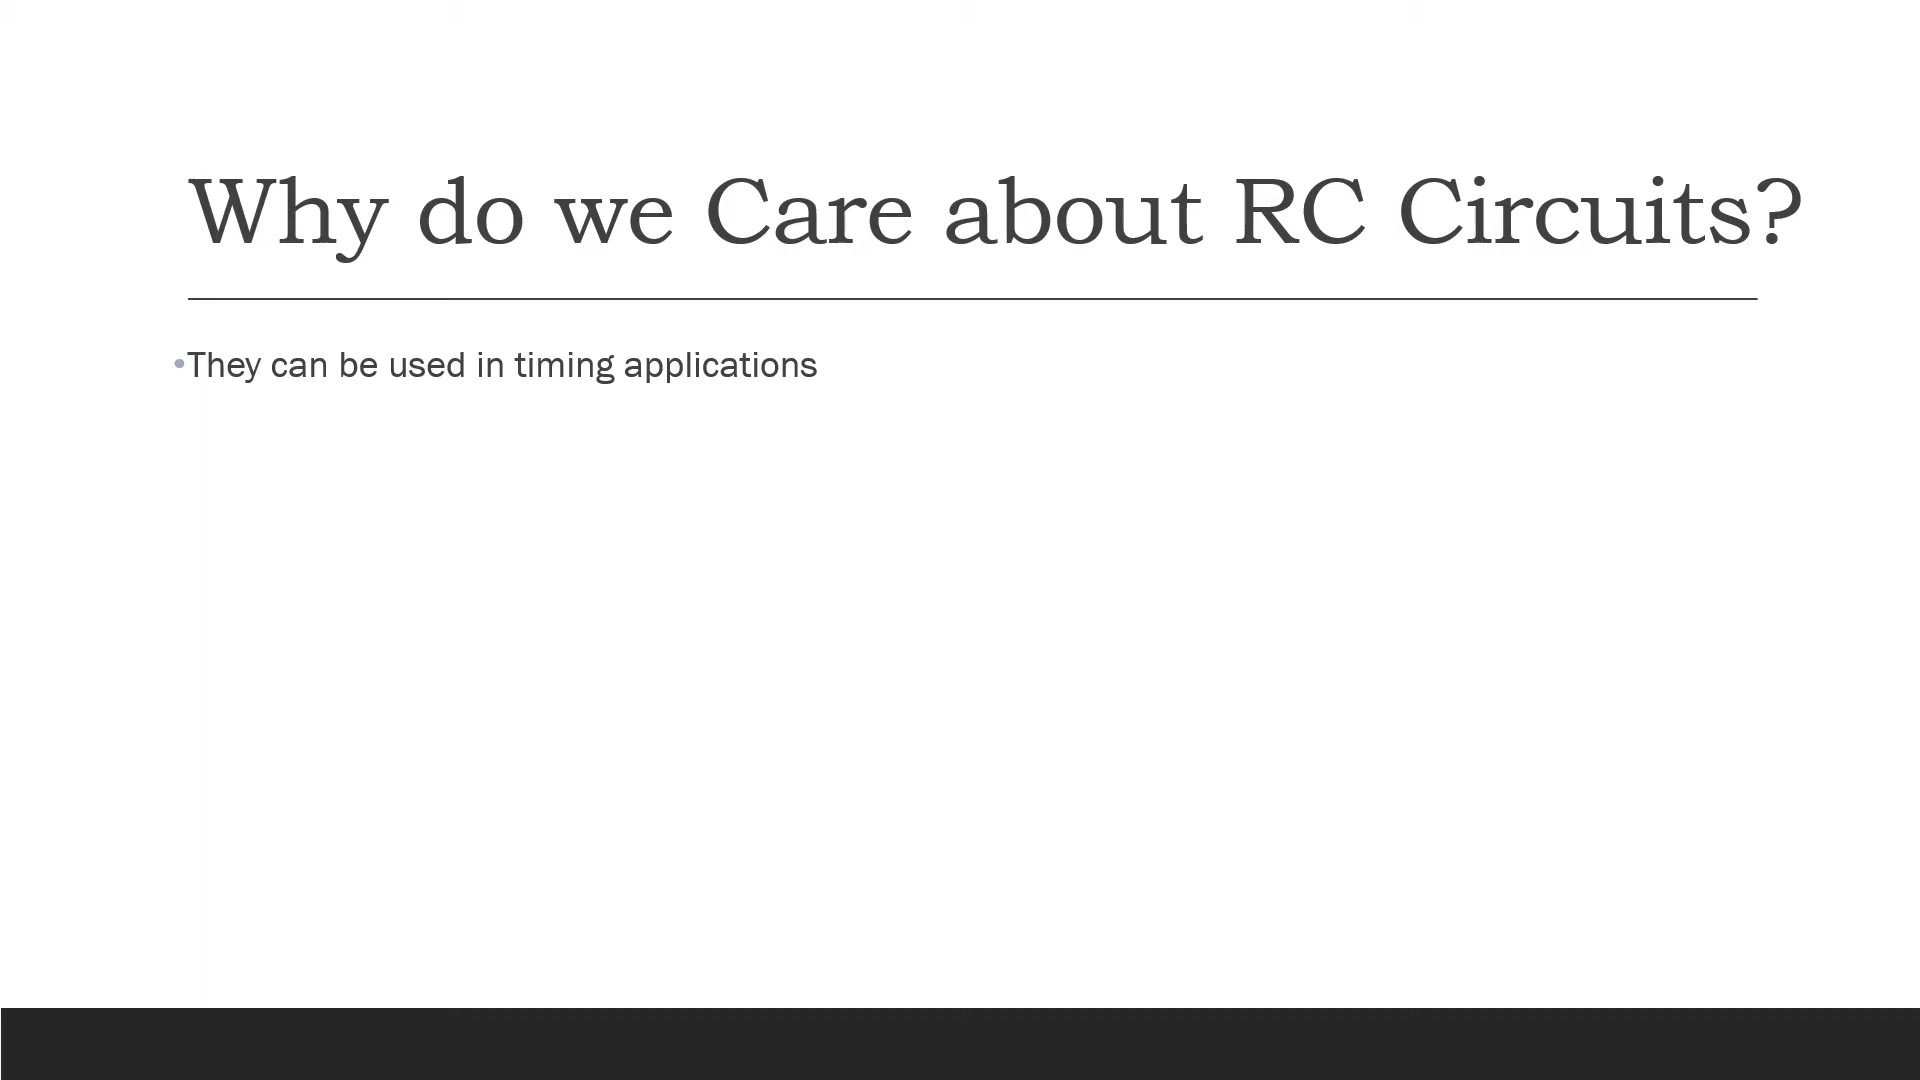 Why do we Care about RC Circuits?
•They can be used in timing applications